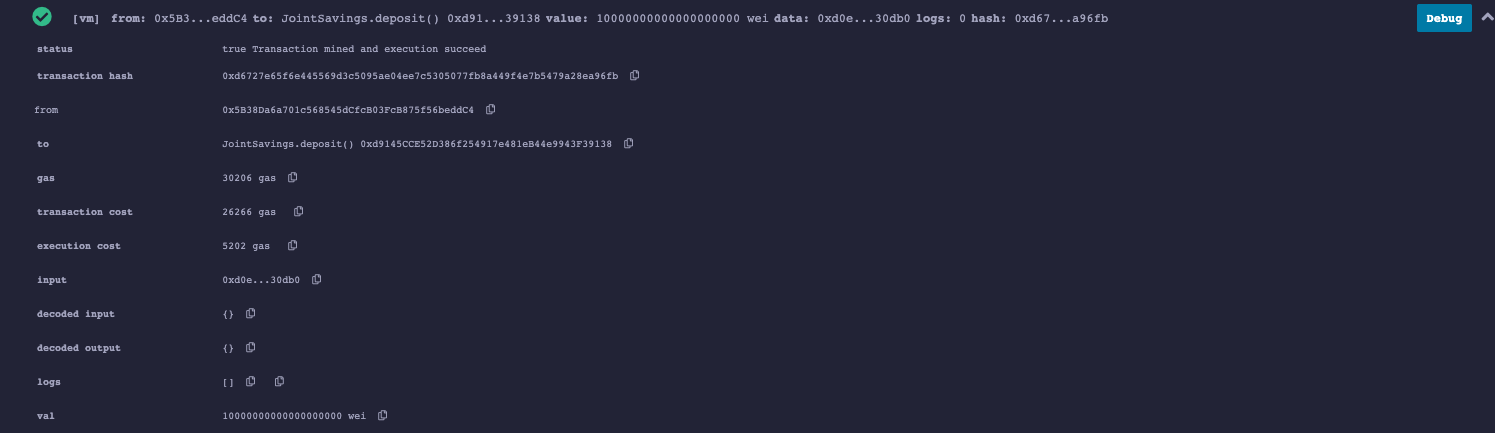 [vm] from: 0x5B3...eddC4 to: JointSavings.deposit() 0xd91...39138 value: 10000000000000000000 wei data: 0xd0e...30db0 logs: 0 hash: 0xd67...a96fb Debug
status true Transaction mined and execution succeed
transaction hash 0xd6727e65f6e445569d3c5095ae04ee7c5305077fb8a449f4e7b5479a28ea96fb
from 0x5B38Da6a701c568545dCfcB03FcB875f56beddC4
to JointSavings.deposit() 0xd9145CCE52D386f254917e481eB44e9943F39138
gas 30206 gas
transaction cost 26266 gas
execution cost 5202 gas
input 0xd0e...30db0
decoded input {}
decoded output {}
logs []
val 10000000000000000000 wei